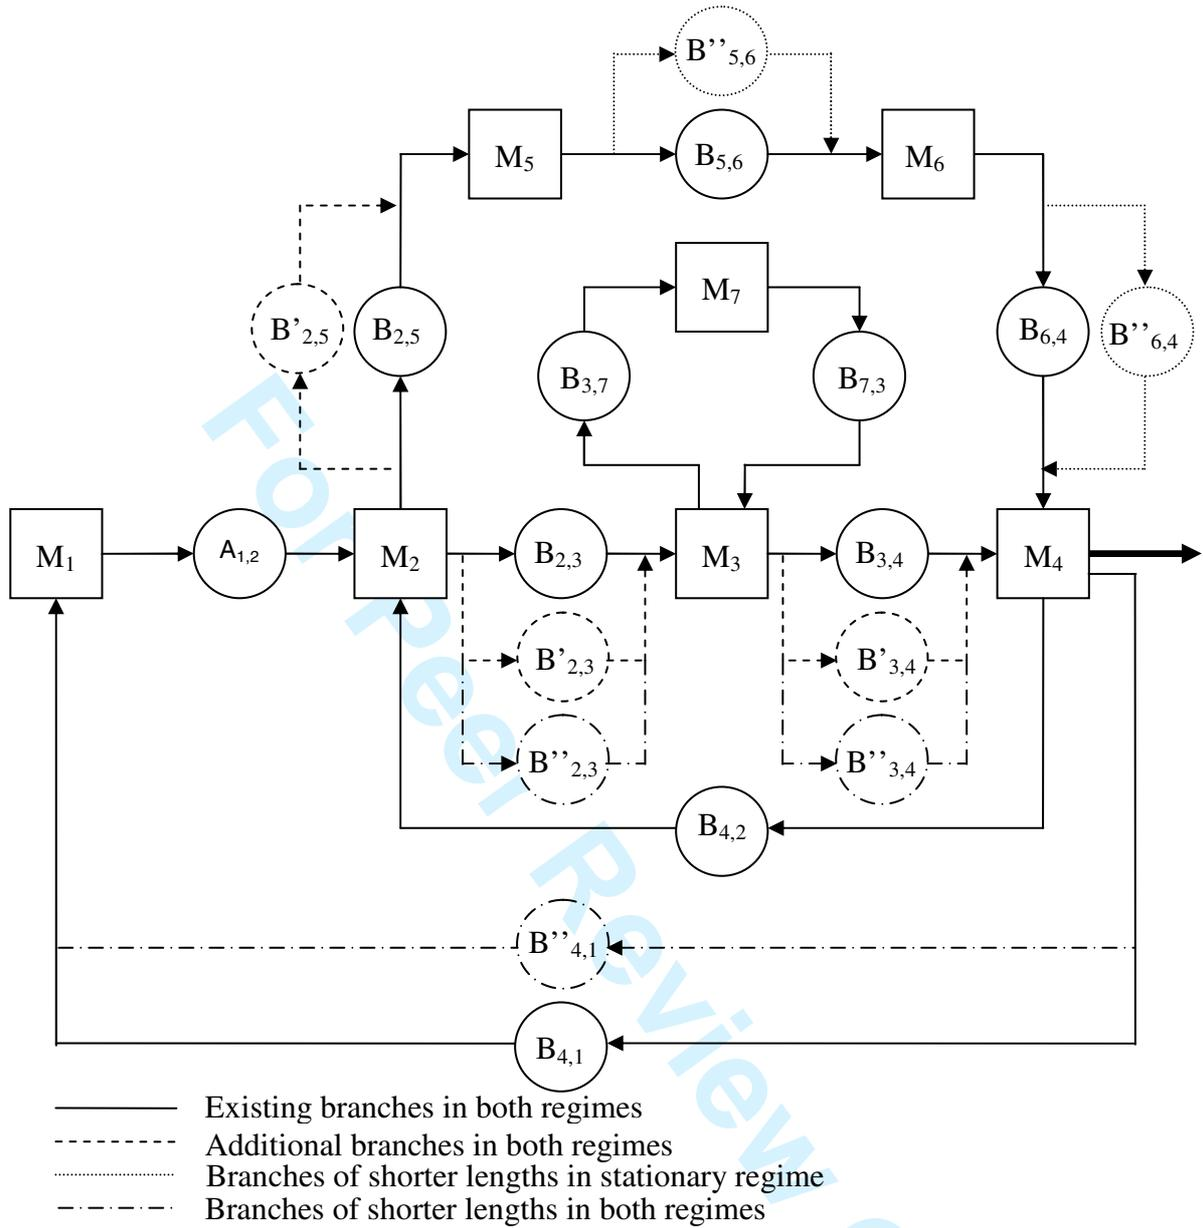 B’’5,6
M5
B5,6
M6
M7
B’2,5
B2,5
B3,7
B7,3
B6,4
B’’6,4
M1
A1,2
M2
B2,3
M3
B3,4
M4
B’2,3
B’3,4
B’’2,3
B’’3,4
B4,2
B’’4,1
B4,1
Existing branches in both regimes
Additional branches in both regimes
Branches of shorter lengths in stationary regime
Branches of shorter lengths in both regimes
For Peer Review